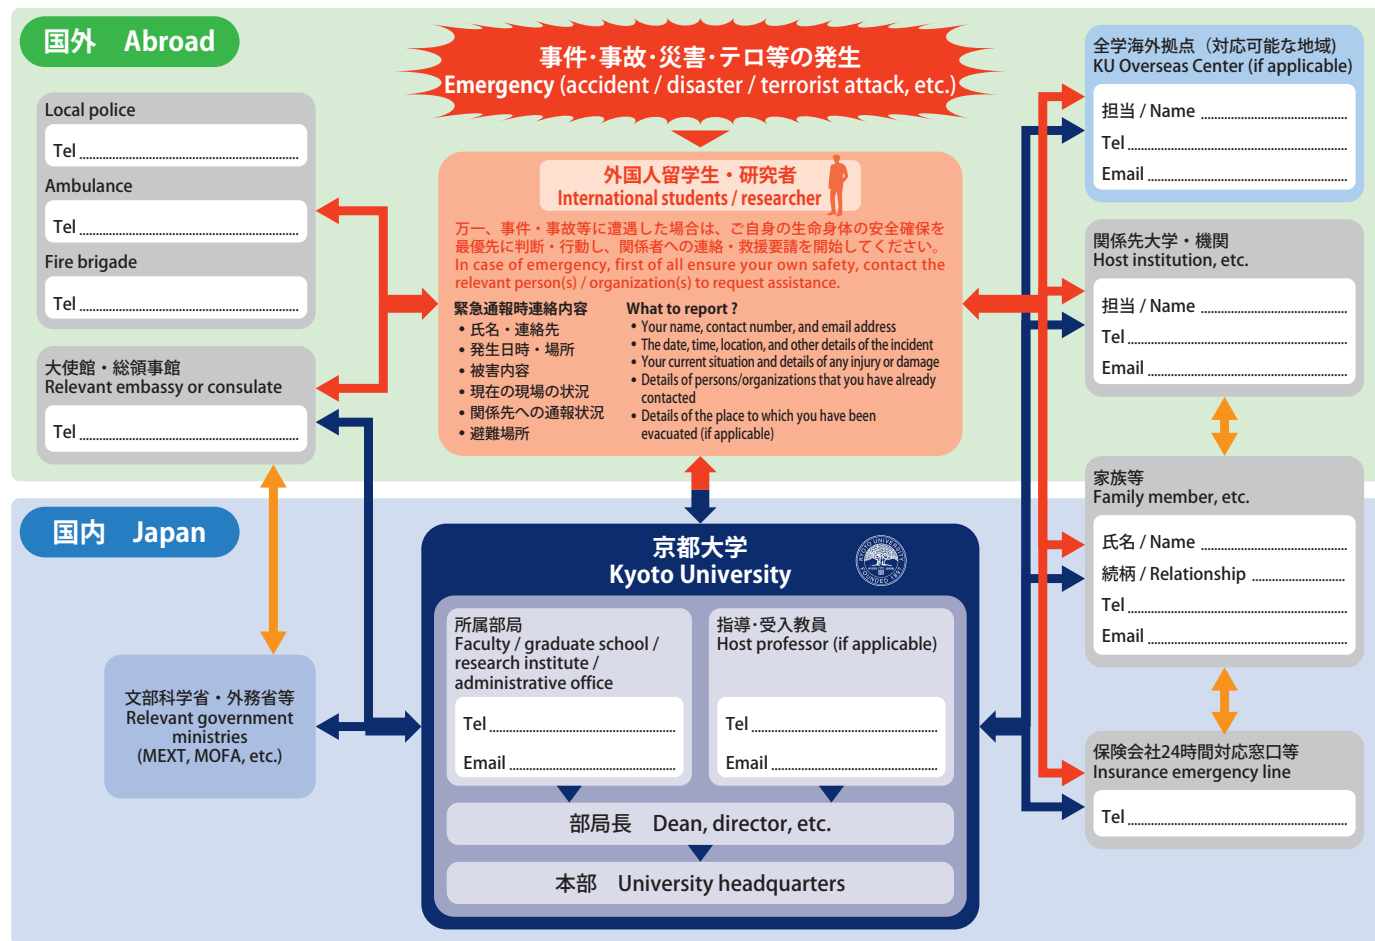 国外 Abroad
事件・事故・災害・テロ等の発生
Emergency (accident / disaster / terrorist attack, etc.)
Local police
Tel
Ambulance
Tel
Fire brigade
Tel
大使館・総領事館
Relevant embassy or consulate
Tel
外国人留学生・研究者
International students / researcher
万一、事件・事故等に遭遇した場合は、ご自身の生命身体の安全確保を
最優先に判断・行動し、関係者への連絡・救援要請を開始してください。
In case of emergency, first of all ensure your own safety, contact the
relevant person(s) / organization(s) to request assistance.
緊急通報時連絡内容
• 氏名・連絡先
• 発生日時・場所
• 被害内容
• 現在の現場の状況
• 関係先への通報状況
• 避難場所
What to report ?
• Your name, contact number, and email address
• The date, time, location, and other details of the incident
• Your current situation and details of any injury or damage
• Details of persons/organizations that you have already
contacted
• Details of the place to which you have been
evacuated (if applicable)
全学海外拠点（対応可能な地域）
KU Overseas Center (if applicable)
担当 / Name
Tel
Email
関係先大学・機関
Host institution, etc.
担当 / Name
Tel
Email
家族等
Family member, etc.
氏名 / Name
続柄 / Relationship
Tel
Email
保険会社24時間対応窓口等
Insurance emergency line
Tel
国内 Japan
文部科学省・外務省等
Relevant government
ministries
(MEXT, MOFA, etc.)
京都大学
Kyoto University
KYOTO UNIVERSITY
FOUNDED 1897
所属部局
Faculty / graduate school /
research institute /
administrative office
Tel
Email
指導・受入教員
Host professor (if applicable)
Tel
Email
部局長 Dean, director, etc.
本部 University headquarters